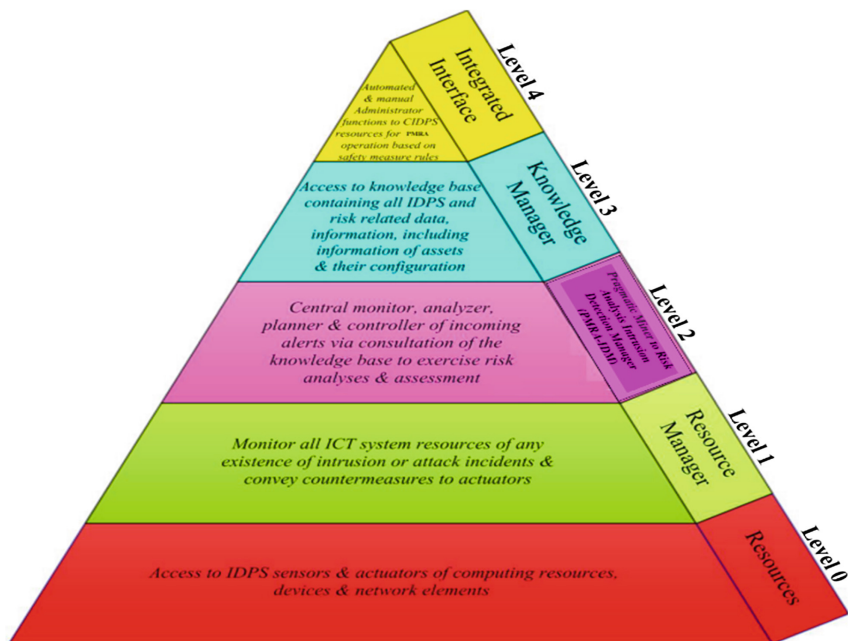 Level 4
Integrated
Interface
Automated
& manual
Administrator
functions to CIDPS
resources for PMRA
operation based on
safety measure rules
Level 3
Knowledge
Manager
Access to knowledge base
containing all IDPS and
risk related data,
information, including
information of assets
& their configuration
Level 2
Pragmatic Miner to Risk
Analysis Intrusion
Detection Manager
(PMRA-IDM)
Central monitor, analyzer,
planner & controller of incoming
alerts via consultation of the
knowledge base to exercise risk
analyses & assessment
Level 1
Resource
Manager
Monitor all ICT system resources of any
existence of intrusion or attack incidents &
convey countermeasures to actuators
Level 0
Resources
Access to IDPS sensors & actuators of computing resources,
devices & network elements